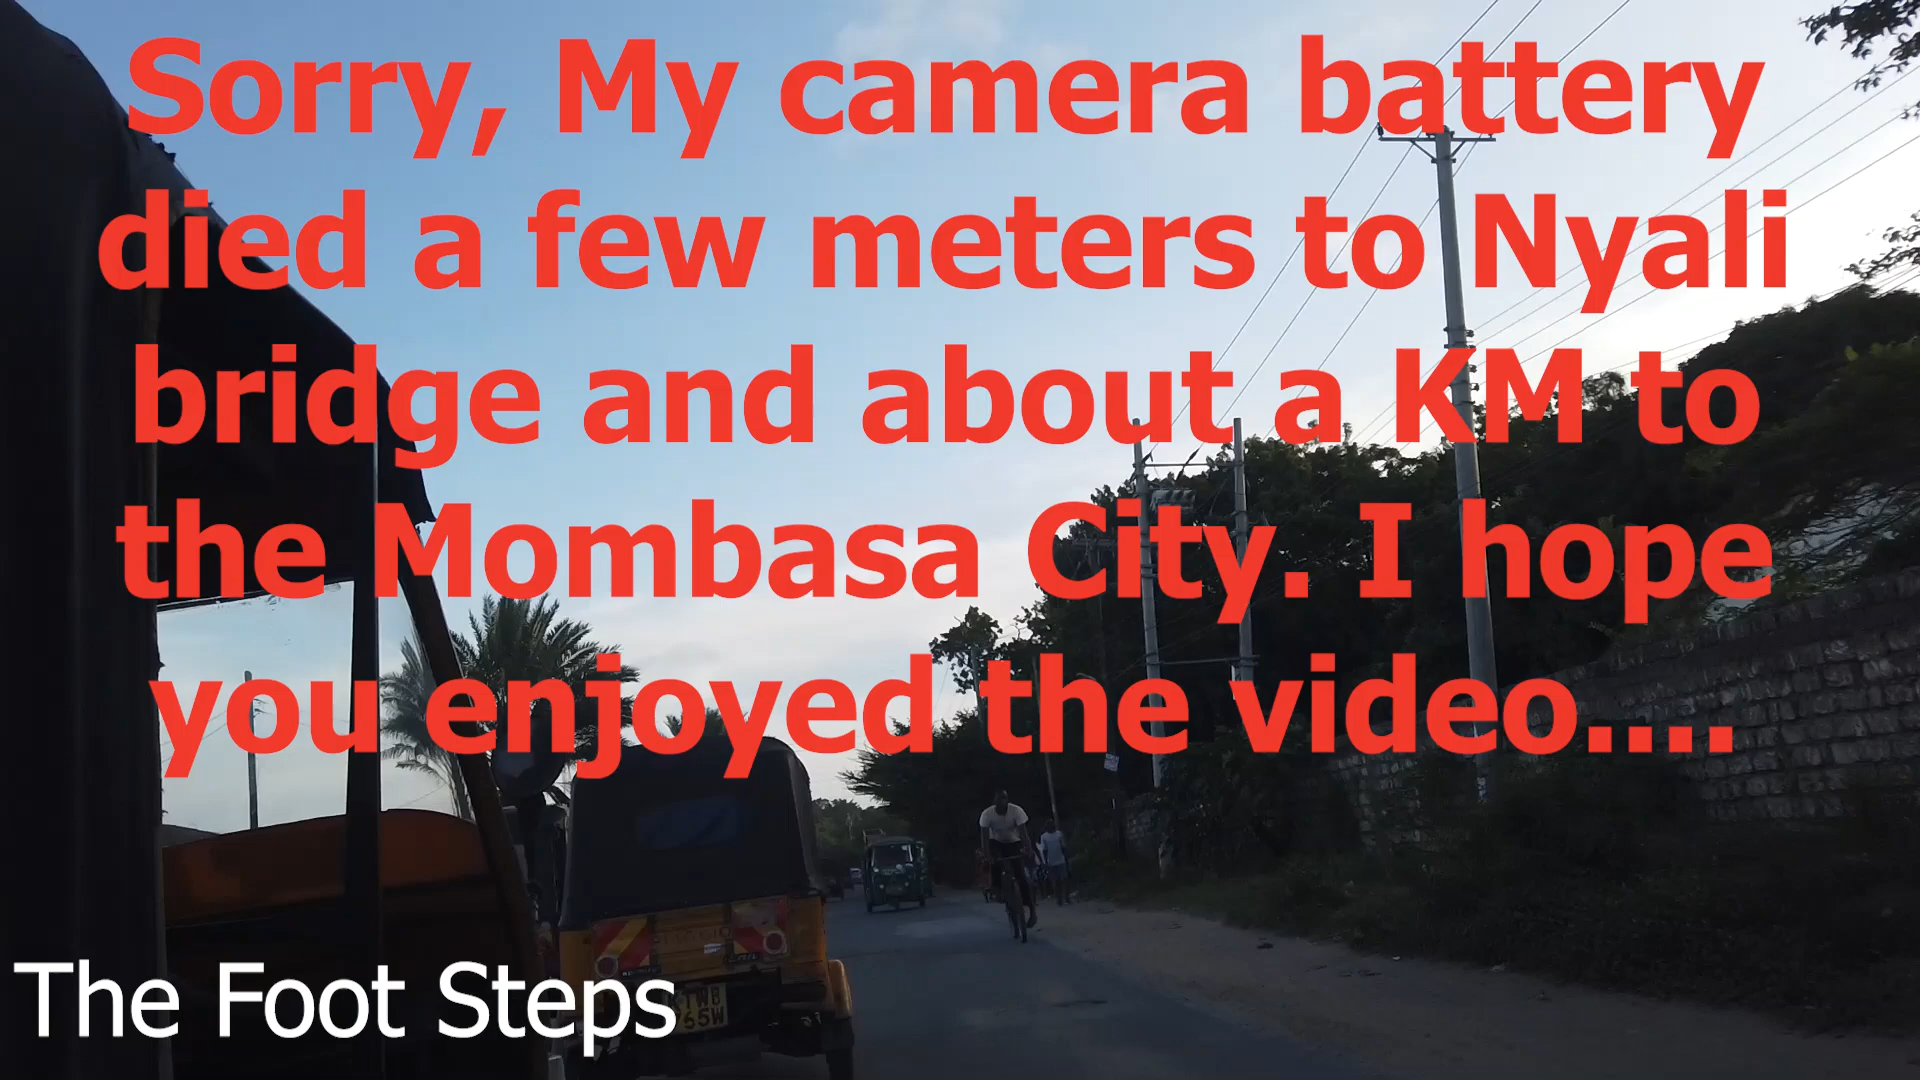 Sorry, My camera battery
died a few meters to Nyali
bridge and about a KM to
the Mombasa City. I hope
you enjoyed the video....
The Foot Steps